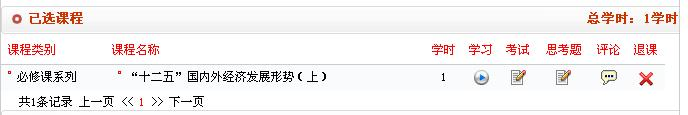 已选课程 总学时：1学时
课程类别 课程名称 学时 学习 考试 思考题 评论 退课
必修课系列 “十二五”国内外经济发展形势（上） 1
共1条记录 上一页 << 1 >> 下一页